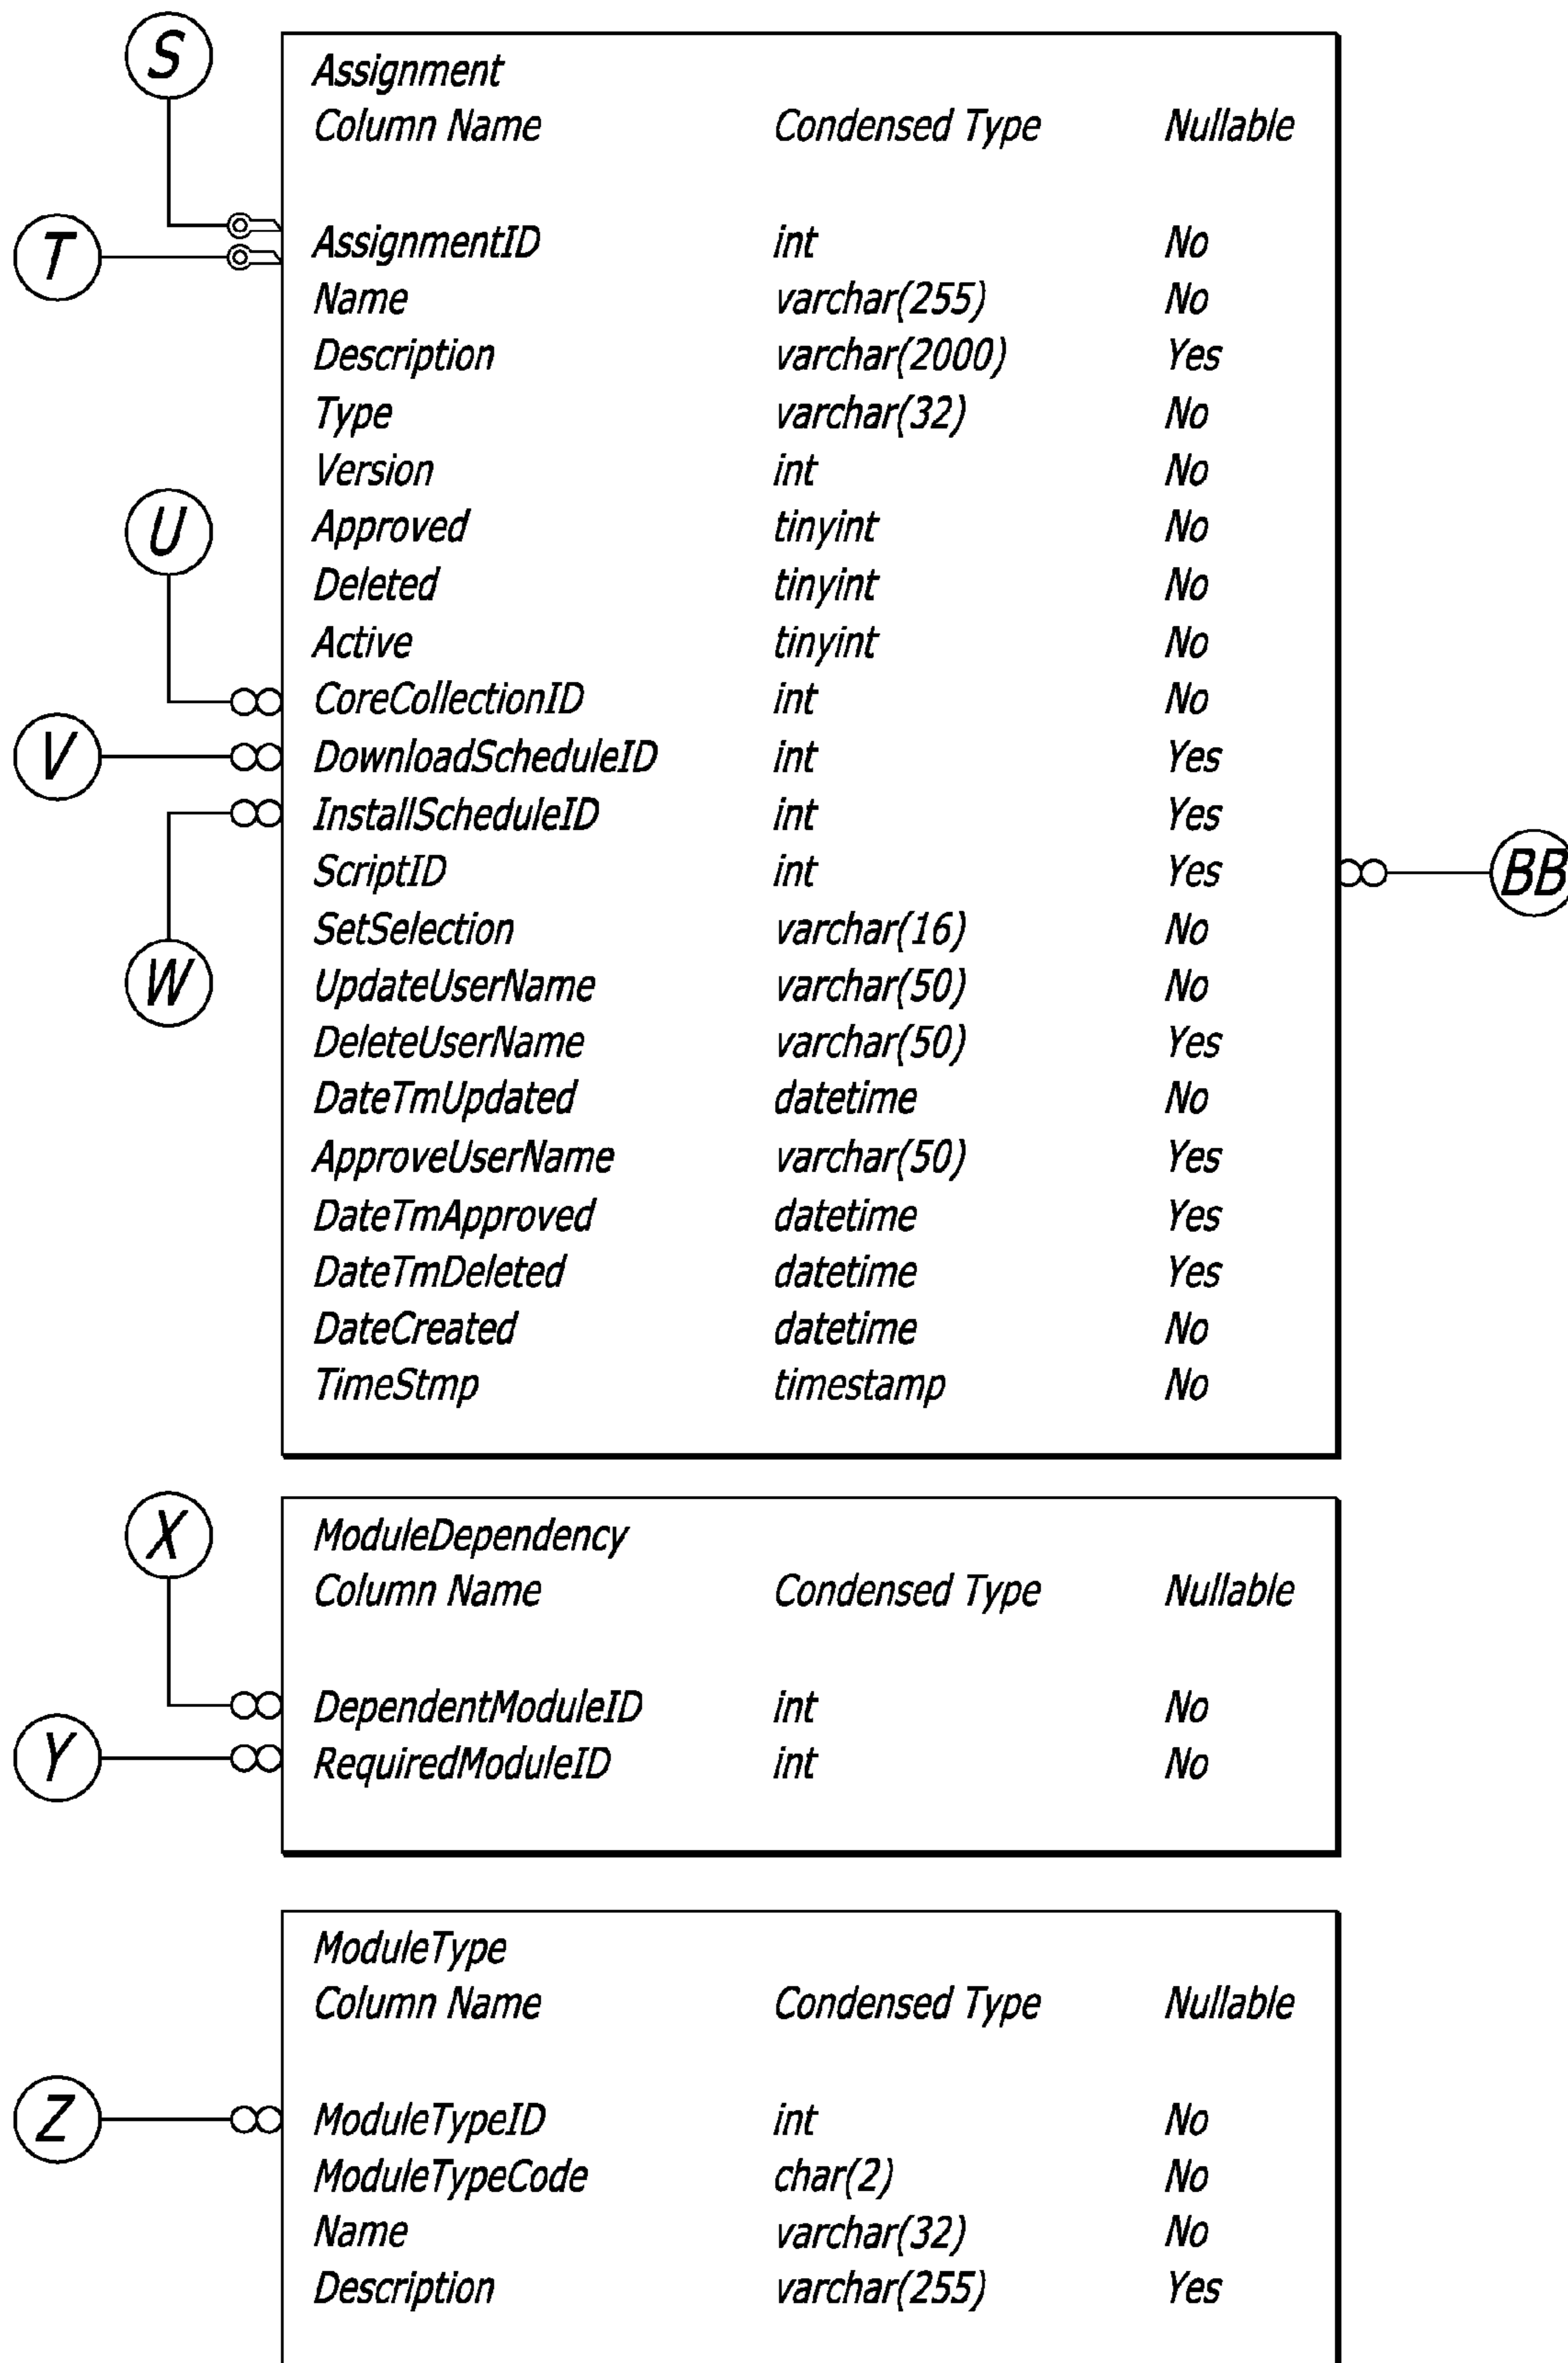 S
Assignment
Column Name Condensed Type Nullable
T
AssignmentID int No
Name varchar(255) No
Description varchar(2000) Yes
Type varchar(32) No
Version int No
U
Approved tinyint No
Deleted tinyint No
Active tinyint No
CoreCollectionID int No
V
DownloadScheduleID int Yes
InstallScheduleID int Yes
ScriptID int Yes
BB
SetSelection varchar(16) No
W
UpdateUserName varchar(50) No
DeleteUserName varchar(50) Yes
DateTmUpdated datetime No
ApproveUserName varchar(50) Yes
DateTmApproved datetime Yes
DateTmDeleted datetime Yes
DateCreated datetime No
TimeStmp timestamp No
X
ModuleDependency
Column Name Condensed Type Nullable
DependentModuleID int No
Y
RequiredModuleID int No
ModuleType
Column Name Condensed Type Nullable
Z
ModuleTypeID int No
ModuleTypeCode char(2) No
Name varchar(32) No
Description varchar(255) Yes